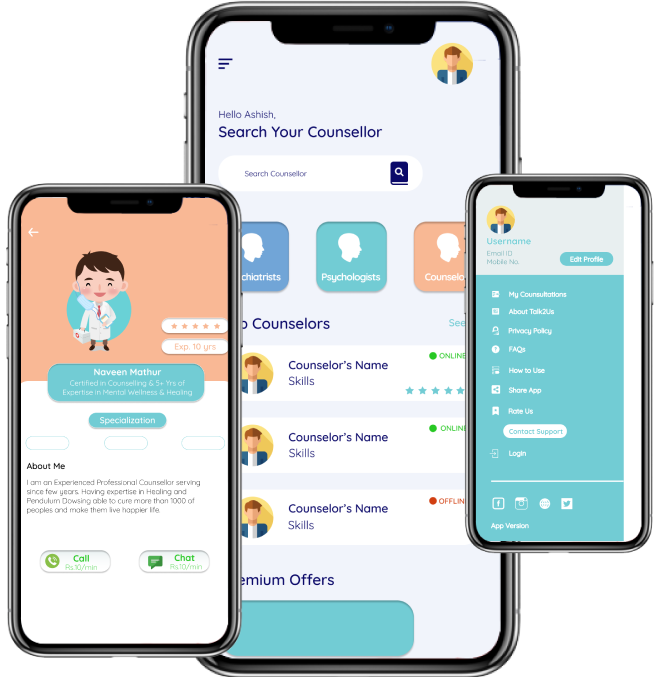 Hello Ashish,
Search Your Counsellor
Search Counsellor
chiatrists
Psychologists
Counselo
p Counselors
See
Counselor's Name
Skills
ONLINE
Counselor's Name
Skills
ONLINE
Counselor's Name
Skills
OFFLIN
emium Offers
Exp. 10 yrs
Naveen Mathur
Certified in Counselling & 5+ Yrs of
Expertise in Mental Wellness & Healing
Specialization
About Me
I am an Experienced Professional Counsellor serving
since few years. Having expertise in Healing and
Pendulum Dowsing able to cure more than 1000 of
peoples and make them live happier life.
Call
Rs.10/min
Chat
Rs.10/min
Username
Email ID
Mobile No.
Edit Profile
My Counsultations
About Talk2Us
Privacy Policy
FAQs
How to Use
Share App
Rate Us
Contact Support
Login
App Version